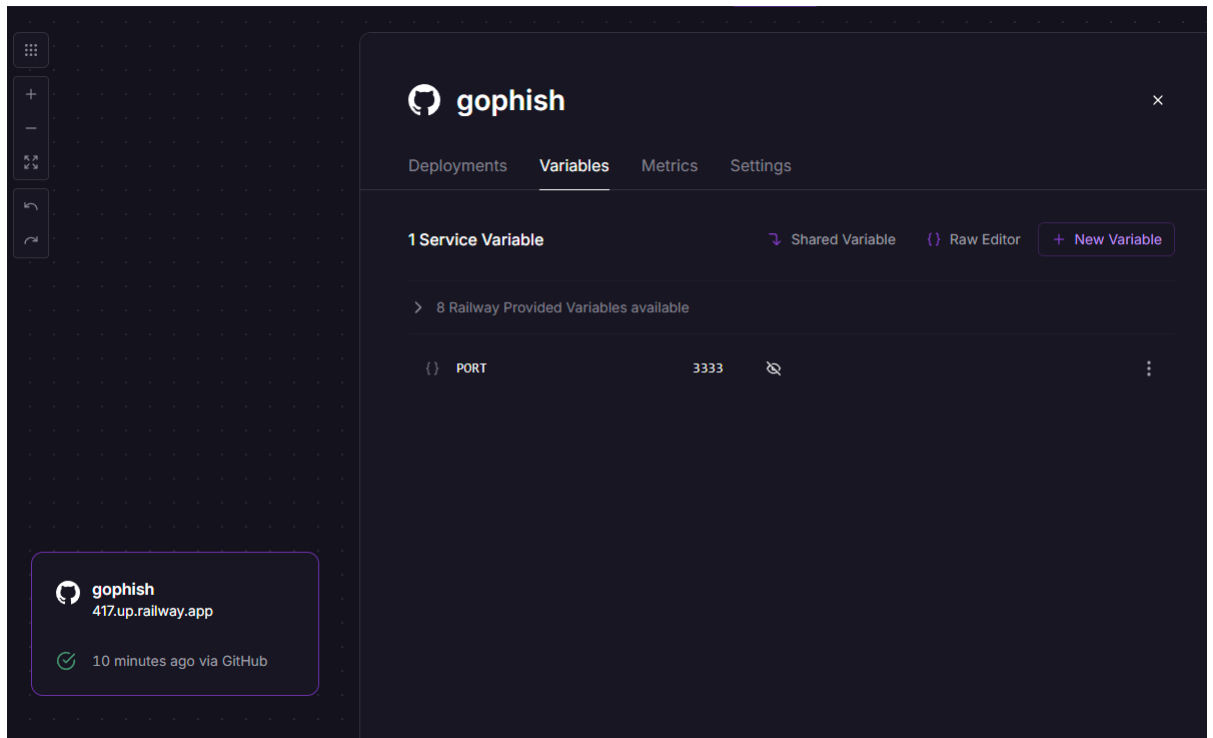 gophish
Deployments Variables Metrics Settings
1 Service Variable Shared Variable {} Raw Editor + New Variable
8 Railway Provided Variables available
{} PORT 3333
gophish
417.up.railway.app
10 minutes ago via GitHub